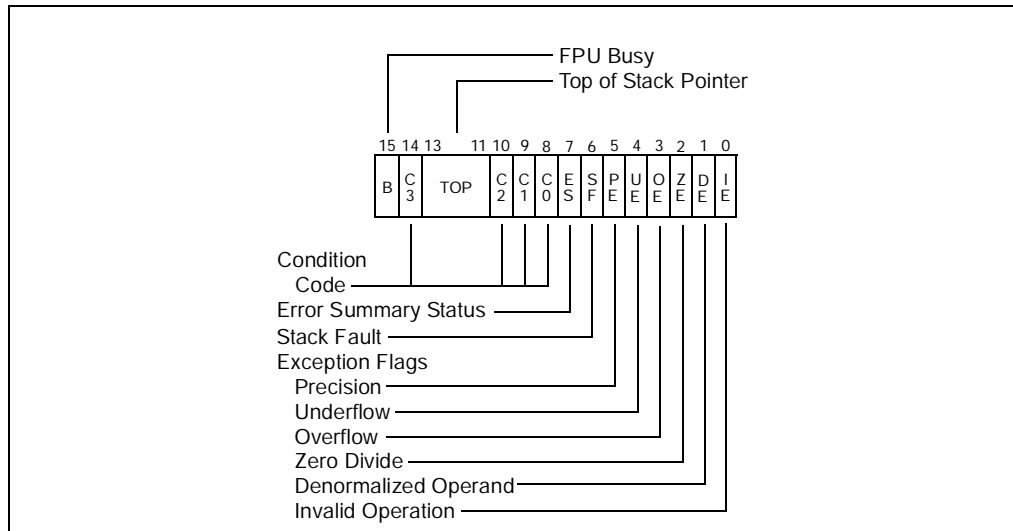 FPU Busy
Top of Stack Pointer
15 14 13 11 10 9 8 7 6 5 4 3 2 1 0
B C3 TOP C2 C1 C0 ES SF PE UE OE ZE DE IE
Condition
Code
Error Summary Status
Stack Fault
Exception Flags
Precision
Underflow
Overflow
Zero Divide
Denormalized Operand
Invalid Operation